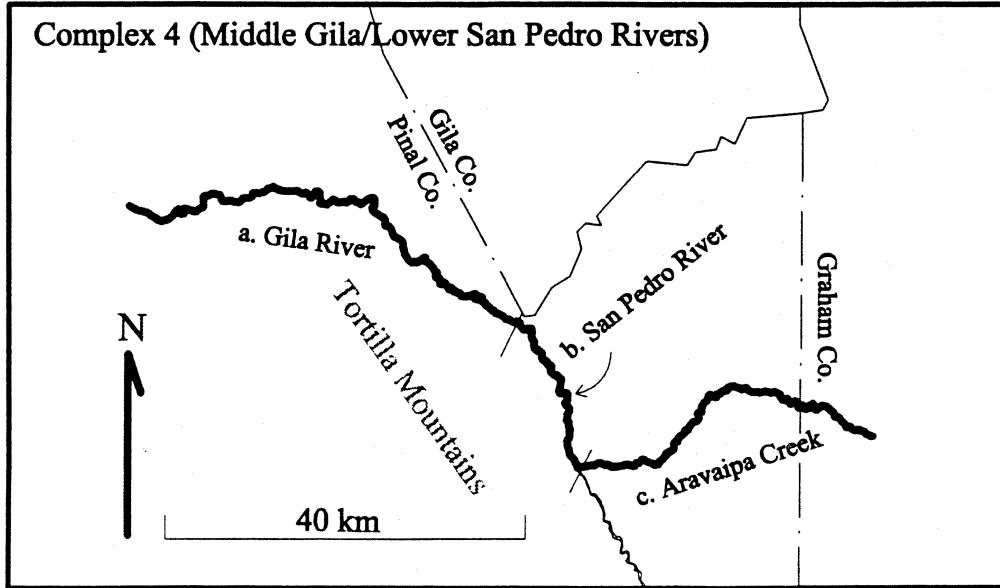 Complex 4 (Middle Gila/Lower San Pedro Rivers)
Gila Co.
Pinal Co.
a. Gila River
b. San Pedro River
Graham Co.
Tortilla Mountains
N
c. Aravaipa Creek
40 km